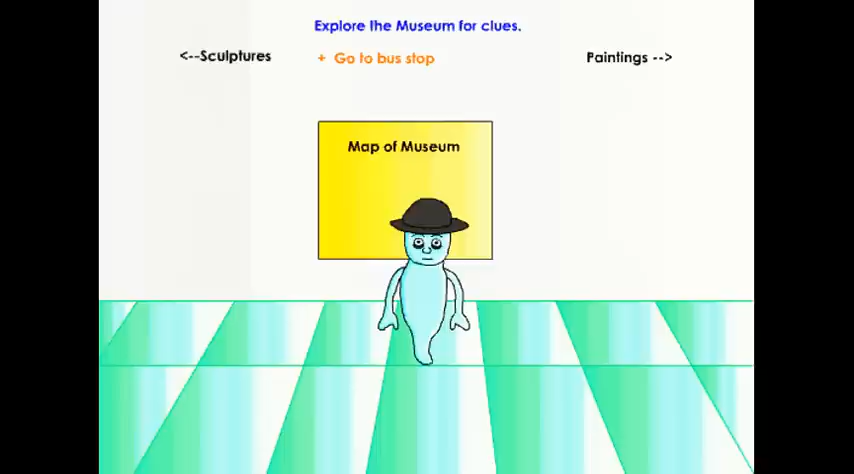 Explore the Museum for clues.
<--Sculptures
+ Go to bus stop
Paintings -->
Map of Museum